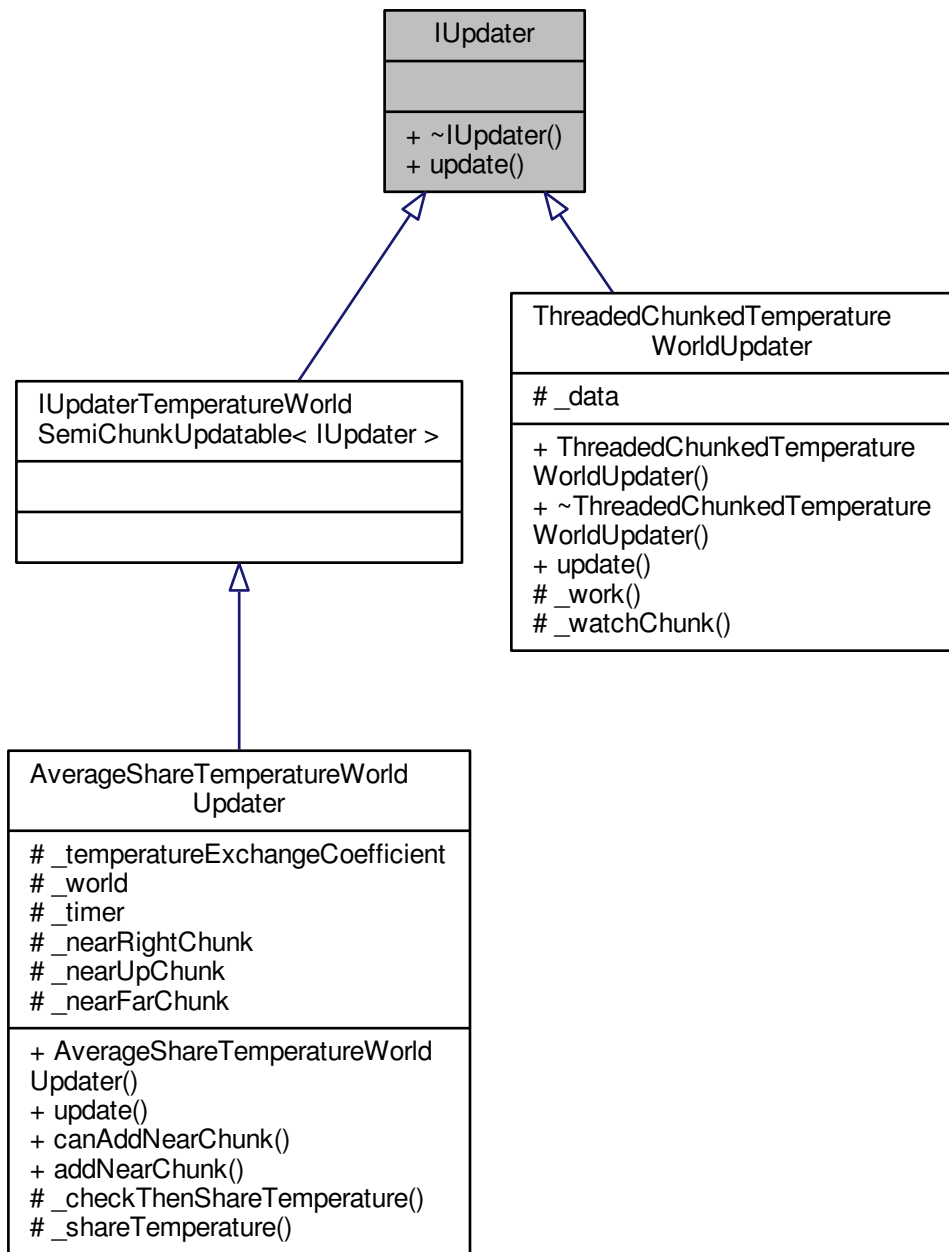 IUpdater
+ ~IUpdater()
+ update()
ThreadedChunkedTemperature
WorldUpdater
# _data
+ ThreadedChunkedTemperature
WorldUpdater()
+ ~ThreadedChunkedTemperature
WorldUpdater()
+ update()
# _work()
# _watchChunk()
IUpdaterTemperatureWorld
SemiChunkUpdatable< IUpdater >
AverageShareTemperatureWorld
Updater
# _temperatureExchangeCoefficient
# _world
# _timer
# _nearRightChunk
# _nearUpChunk
# _nearFarChunk
+ AverageShareTemperatureWorld
Updater()
+ update()
+ canAddNearChunk()
+ addNearChunk()
# _checkThenShareTemperature()
# _shareTemperature()